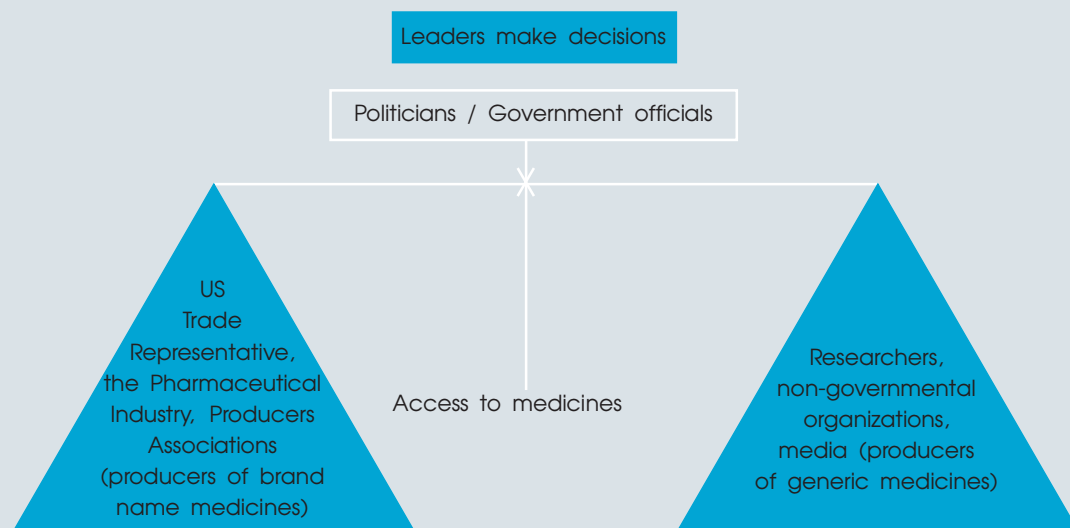 Leaders make decisions
Politicians / Government officials
US
Trade
Representative,
the Pharmaceutical
Industry, Producers
Associations
(producers of brand
name medicines)
Access to medicines
Researchers,
non-governmental
organizations,
media (producers
of generic medicines)